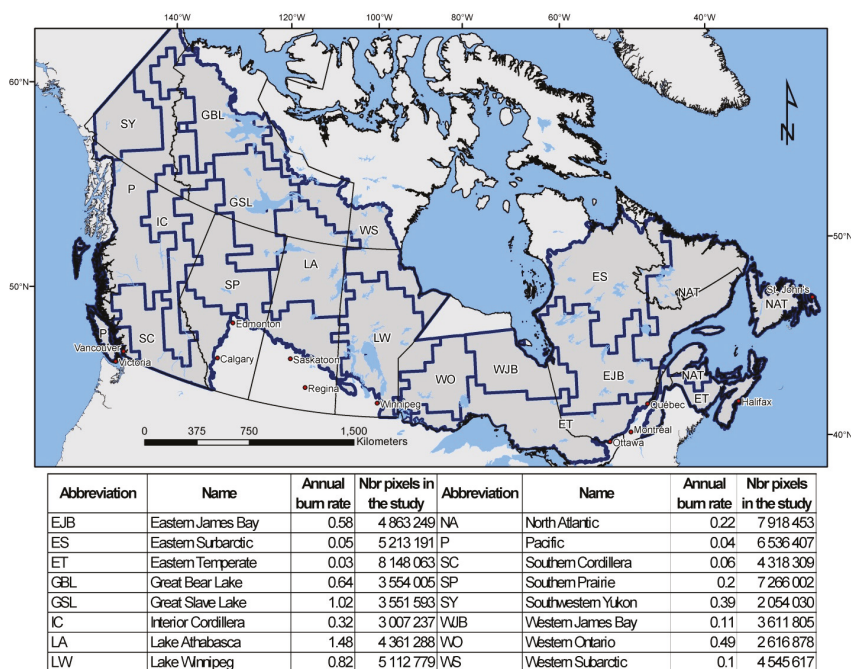 140°0' 120°0'W 100°0'W 80°0'W 60°0'W 40°0'W
60°N
GBL
SY
P
GSL
IC
WS
50°N
LA
ES
50°N
SP
NAT
St. John's
NAT
Edmonton
P
SC
LW
Vancouver
Victoria
Calgary
Saskatoon
WJB
EJB
NAT
WO
Regina
ET
Winnipeg
Québec
Halifax
ET
Montréal
Ottawa
40°N
0 375 750 1,500
Kilometers
N
Abbreviation Name Annual burn rate Nbr pixels in the study Abbreviation Name Annual burn rate Nbr pixels in the study
EJB Eastern James Bay 0.58 4 863 249 NA North Atlantic 0.22 7 918 453
ES Eastern Surbarctic 0.05 5 213 191 P Pacific 0.04 6 536 407
ET Eastern Temperate 0.03 8 148 063 SC Southern Cordillera 0.06 4 318 309
GBL Great Bear Lake 0.64 3 554 005 SP Southern Prairie 0.2 7 266 002
GSL Great Slave Lake 1.02 3 551 593 SY Southwestern Yukon 0.39 2 054 030
IC Interior Cordillera 0.32 3 007 237 WJB Western James Bay 0.11 3 611 805
LA Lake Athabasca 1.48 4 361 288 WO Western Ontario 0.49 2 616 878
LW Lake Winnipeg 0.82 5 112 779 WS Western Subarctic 0.1 4 545 617